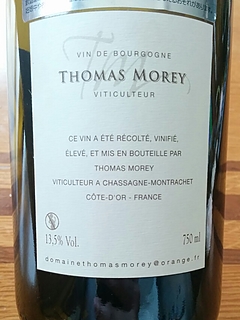 VIN DE BOURGOGNE
THOMAS MOREY
VITICULTEUR
CE VIN A ÉTÉ RÉCOLTÉ, VINIFIÉ,
ÉLEVÉ, ET MIS EN BOUTEILLE PAR
THOMAS MOREY
VITICULTEUR A CHASSAGNE-MONTRACHET
CÔTE-D'OR - FRANCE
13,5% Vol. 750 ml
domainethomasmorey@orange.fr